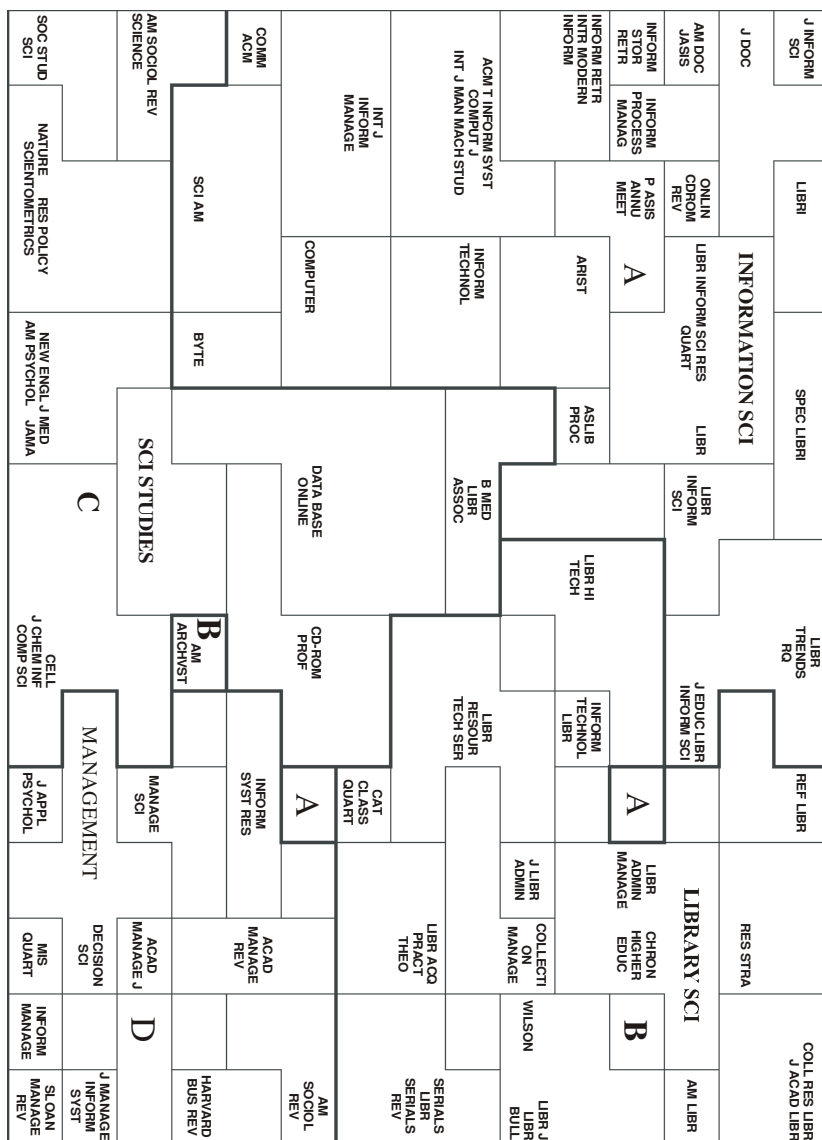 J INFORM
SCI
LIBRI
SPEC LIBRI
LIBR
TRENDS
RQ
REF LIBR
COLL RES LIBR
J ACAD LIBR
J DOC
INFORMATION SCI
RES STRA
AM DOC
JASIS
ONLIN
CDROM
REV
LIBR INFORM SCI RES
QUART
LIBR
LIBR
INFORM
SCI
J EDUC LIBR
INFORM SCI
LIBRARY SCI
AM LIBR
INFORM
STOR
RETR
INFORM
PROCESS
MANAG
P ASIS
ANNU
MEET
A
A
LIBR
ADMIN
MANAGE
CHRON
HIGHER
EDUC
B
INFORM RETR
INTR MODERN
INFORM
ARIST
ASLIB
PROC
LIBR HI
TECH
INFORM
TECHNOL
LIBR
J LIBR
ADMIN
COLLECTI
ON
MANAGE
WILSON
LIBR J
LIBR
BULL
ACM T INFORM SYST
COMPUT J
INT J MAN MACH STUD
INFORM
TECHNOL
B MED
LIBR
ASSOC
LIBR
RESOUR
TECH SER
LIBR ACQ
PRACT
THEO
SERIALS
LIBR
SERIALS
REV
INT J
INFORM
MANAGE
CAT
CLASS
QUART
COMPUTER
DATA BASE
ONLINE
CD-ROM
PROF
A
AM
SOCIOL
REV
COMM
ACM
INFORM
SYST RES
ACAD
MANAGE
REV
SCI AM
BYTE
B
AM
ARCHVST
HARVARD
BUS REV
AM SOCIOL REV
SCIENCE
SCI STUDIES
MANAGE
SCI
ACAD
MANAGE J
D
C
MANAGEMENT
DECISION
SCI
J MANAGE
INFORM
SYST
SOC STUD
SCI
NATURE RES POLICY
SCIENTOMETRICS
NEW ENGL J MED
AM PSYCHOL JAMA
CELL
J CHEM INF
COMP SCI
J APPL
PSYCHOL
MIS
QUART
INFORM
MANAGE
SLOAN
MANAGE
REV